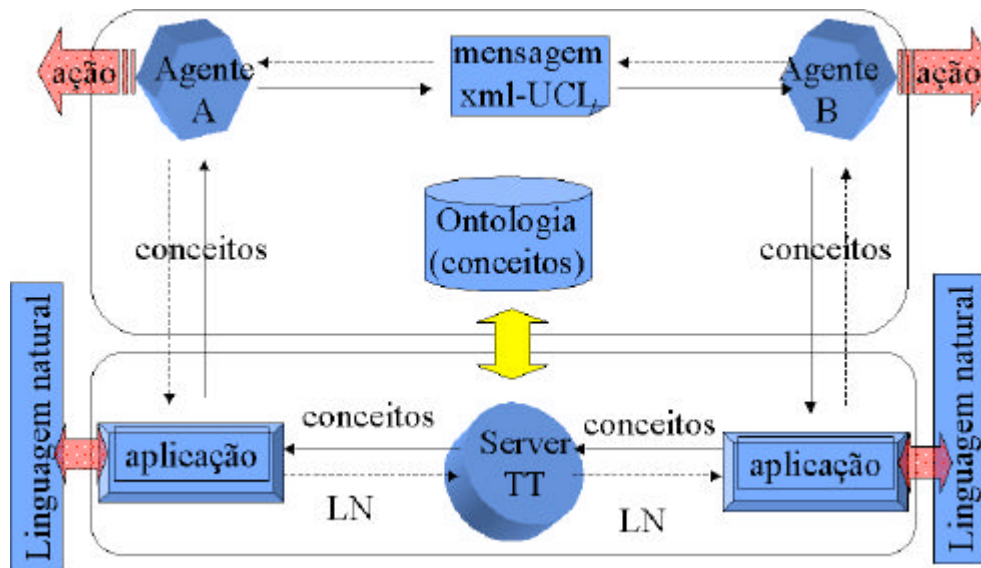 ação
Agente
A
mensagem
xml-UCL
Agente
B
ação
Ontologia
(conceitos)
conceitos
conceitos
Linguagem natural
Linguagem natural
conceitos
conceitos
aplicação
Server
TT
aplicação
LN
LN